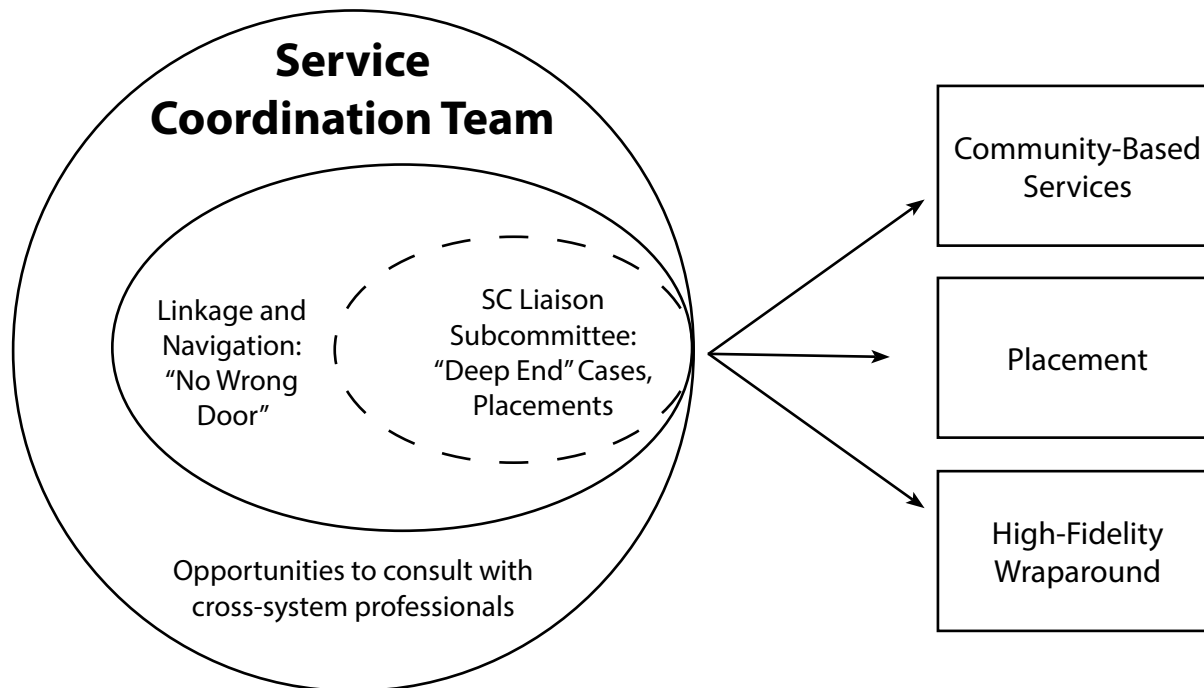 Service
Coordination Team
Linkage and
Navigation:
“No Wrong
Door”
SC Liaison
Subcommittee:
“Deep End” Cases,
Placements
Opportunities to consult with
cross-system professionals
Community-Based
Services
Placement
High-Fidelity
Wraparound